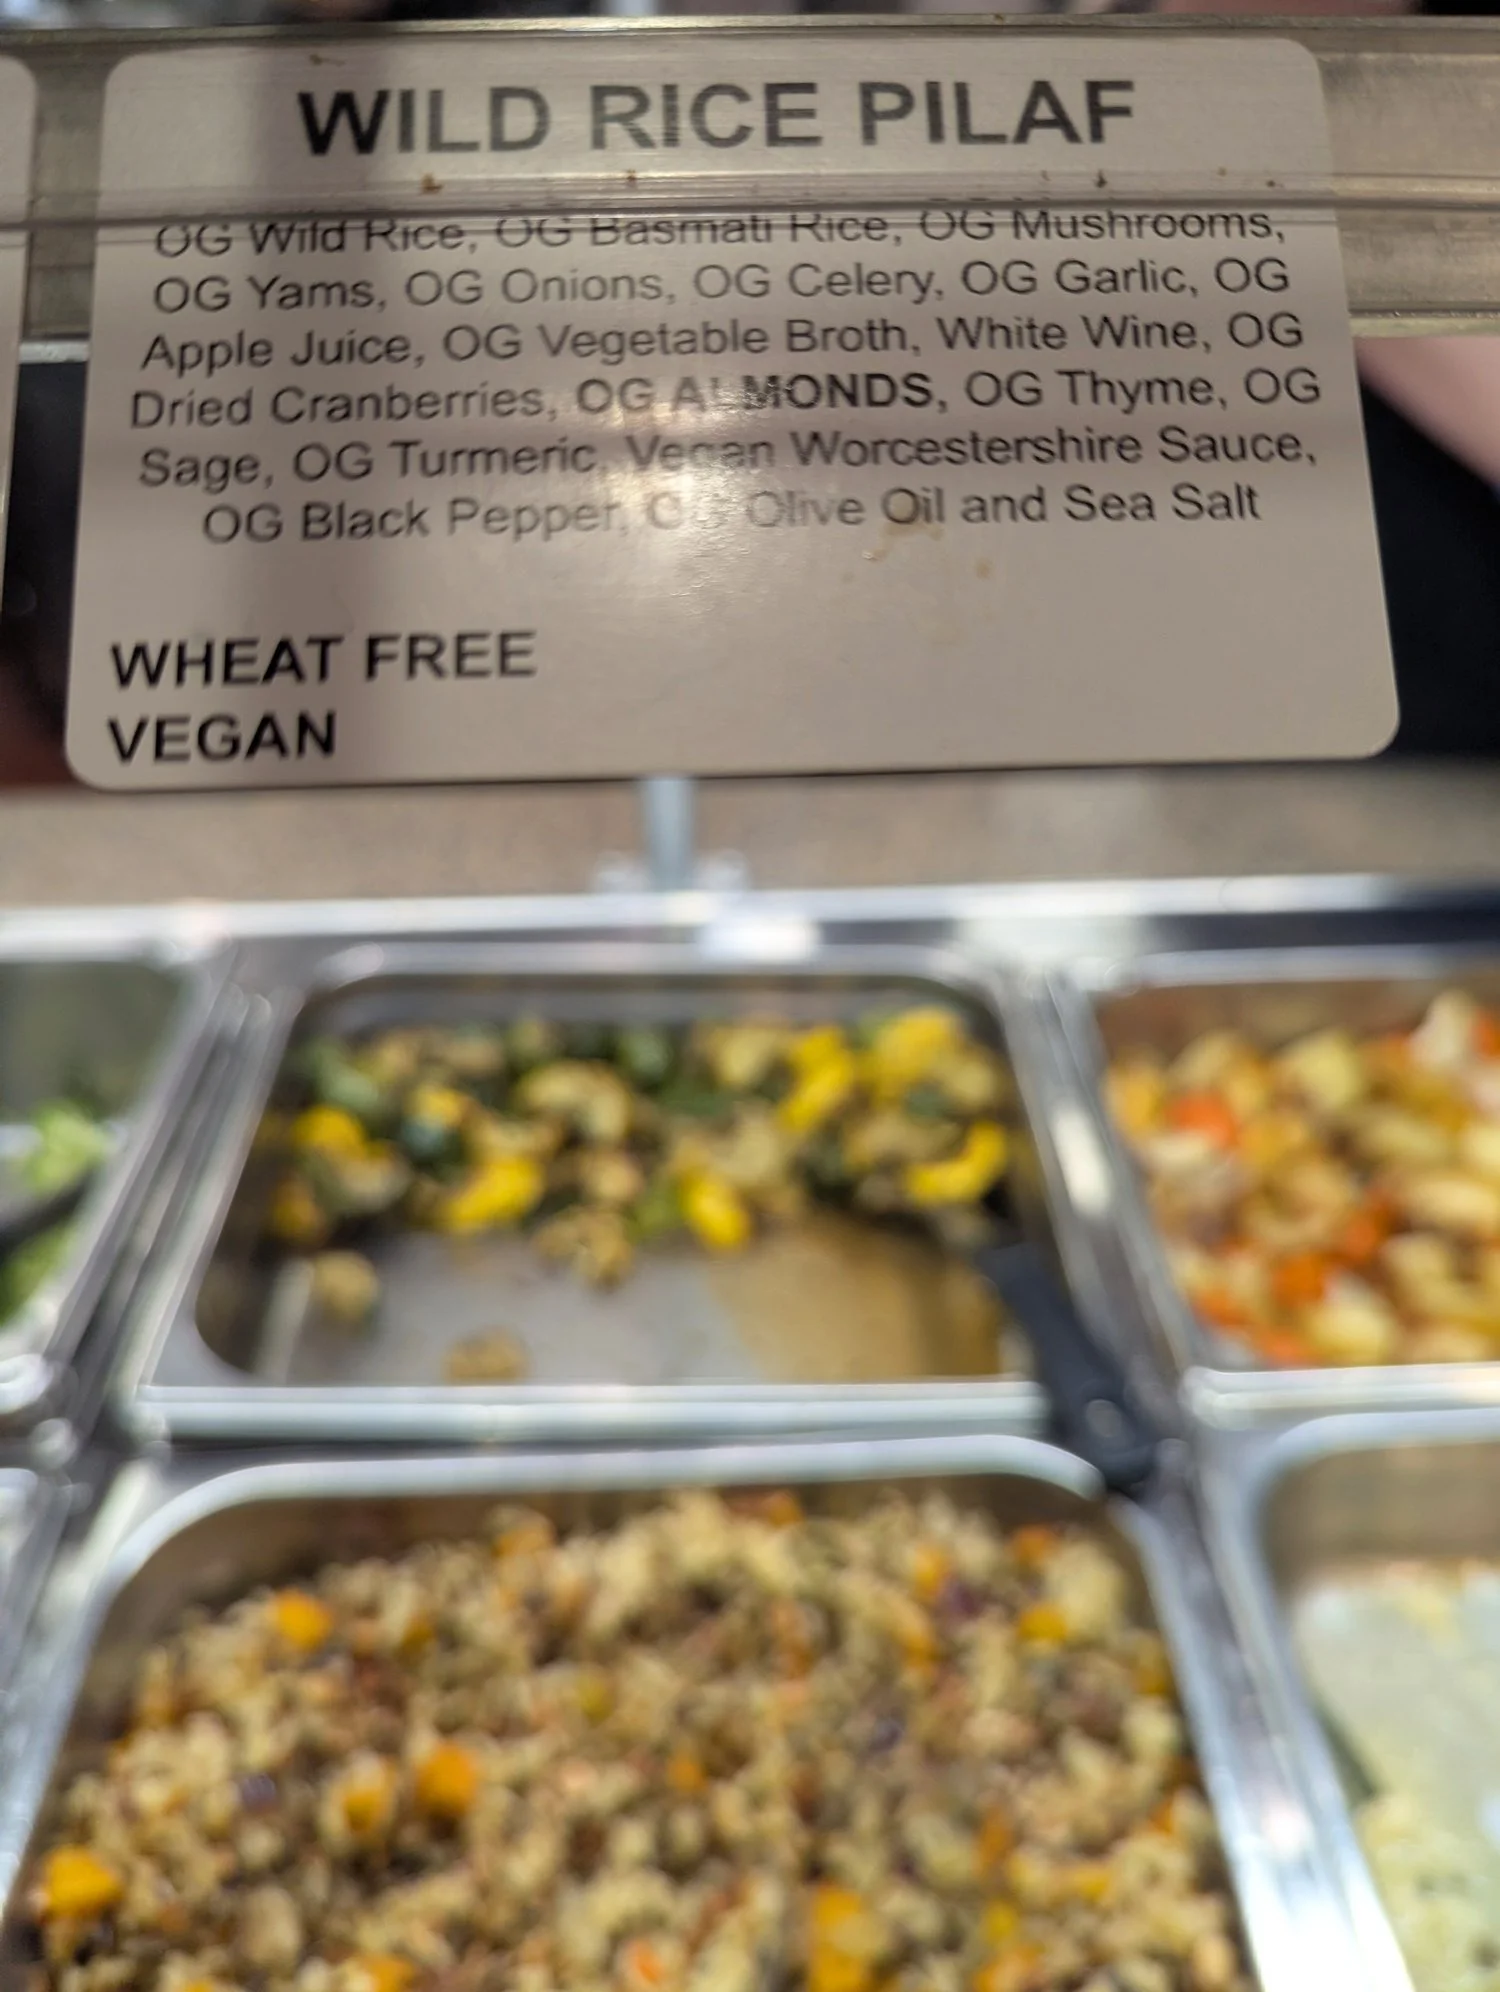 WILD RICE PILAF
OG Wild Rice, OG Basmati Rice, OG Mushrooms,
OG Yams, OG Onions, OG Celery, OG Garlic, OG
Apple Juice, OG Vegetable Broth, White Wine, OG
Dried Cranberries, OG ALMONDS, OG Thyme, OG
Sage, OG Turmeric, Vegan Worcestershire Sauce,
OG Black Pepper, OG Olive Oil and Sea Salt
WHEAT FREE
VEGAN